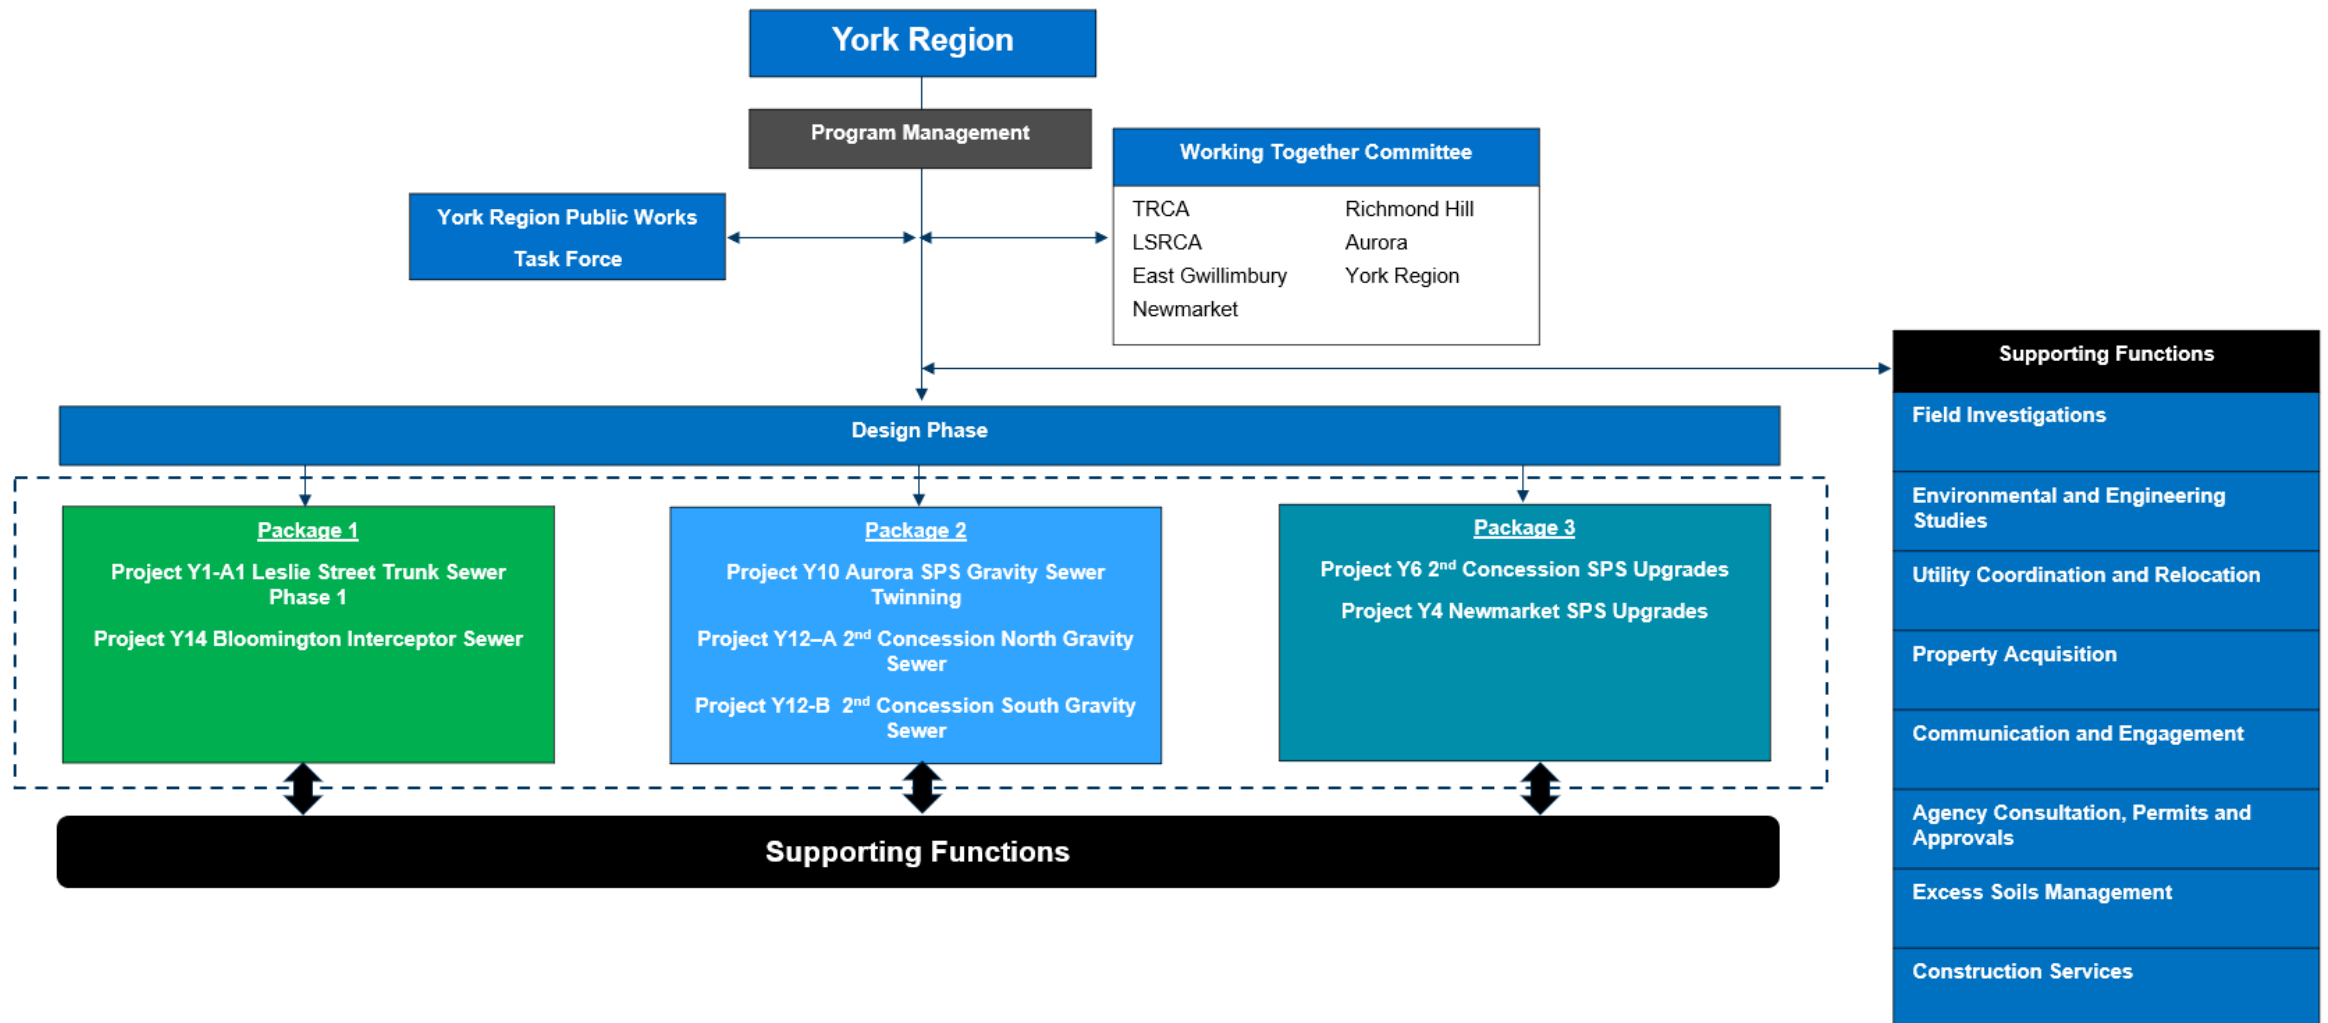 York Region
Program Management
Working Together Committee
TRCA
LSRCA
East Gwillimbury
Newmarket
Richmond Hill
Aurora
York Region
York Region Public Works
Task Force
Design Phase
Package 1
Project Y1-A1 Leslie Street Trunk Sewer
Phase 1
Project Y14 Bloomington Interceptor Sewer
Package 2
Project Y10 Aurora SPS Gravity Sewer
Twinning
Project Y12–A 2nd Concession North Gravity
Sewer
Project Y12-B 2nd Concession South Gravity
Sewer
Package 3
Project Y6 2nd Concession SPS Upgrades
Project Y4 Newmarket SPS Upgrades
Supporting Functions
Supporting Functions
Field Investigations
Environmental and Engineering
Studies
Utility Coordination and Relocation
Property Acquisition
Communication and Engagement
Agency Consultation, Permits and
Approvals
Excess Soils Management
Construction Services